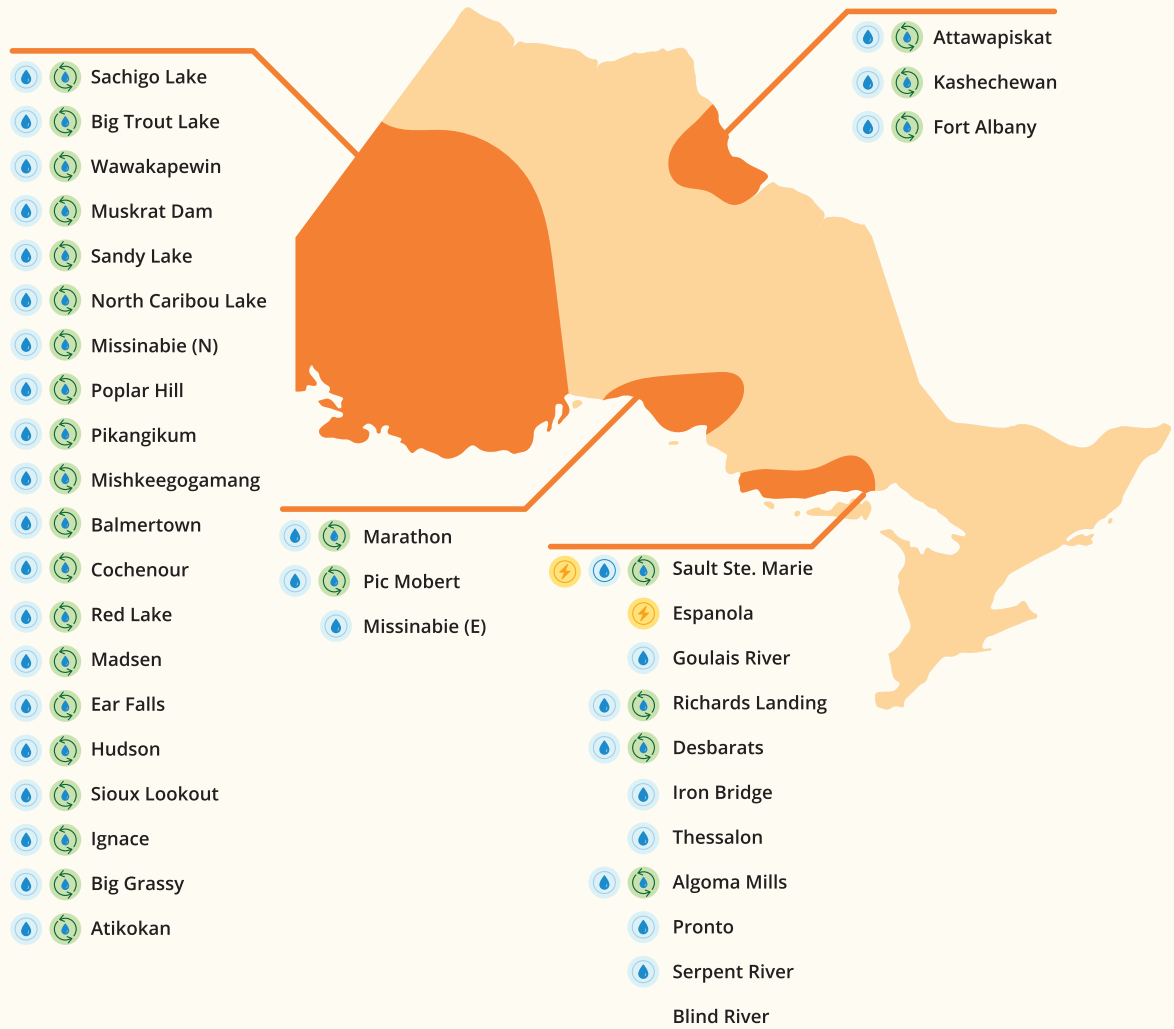 Sachigo Lake
Big Trout Lake
Wawakapewin
Muskrat Dam
Sandy Lake
North Caribou Lake
Missinabie (N)
Poplar Hill
Pikangikum
Mishkeegogamang
Balmertown
Cochenour
Red Lake
Madsen
Ear Falls
Hudson
Sioux Lookout
Ignace
Big Grassy
Atikokan
Attawapiskat
Kashechewan
Fort Albany
Marathon
Pic Mobert
Missinabie (E)
Sault Ste. Marie
Espanola
Goulais River
Richards Landing
Desbarats
Iron Bridge
Thessalon
Algoma Mills
Pronto
Serpent River
Blind River